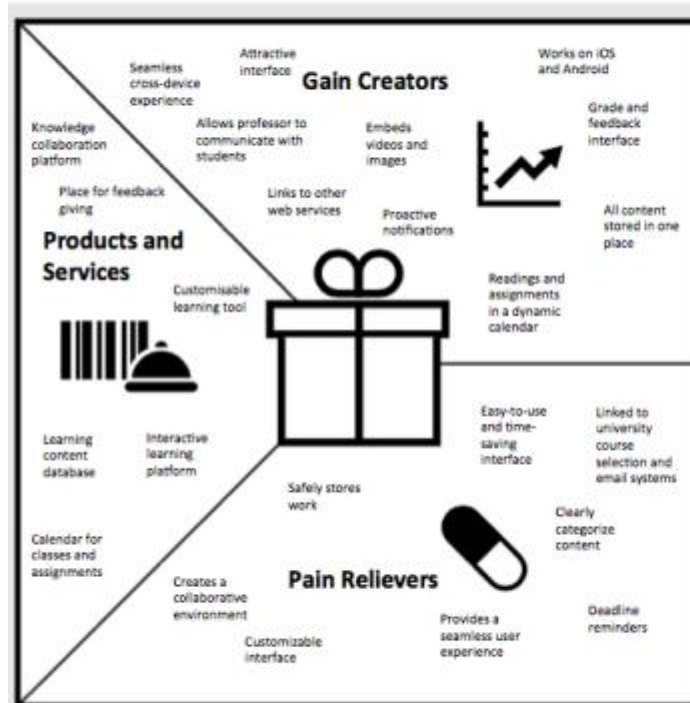 Attractive
interface
Works on iOS
and Android
Seamless
cross-device
experience
Gain Creators
Grade and
feedback
interface
Knowledge
collaboration
platform
Allows professor to
communicate with
students
Embeds
videos and
images
Place for feedback
giving
Links to other
web services
Proactive
notifications
All content
stored in one
place
Products and
Services
Customisable
learning tool
Readings and
assignments
in a dynamic
calendar
Learning
content
database
Interactive
learning
platform
Calendar for
classes and
assignments
Easy-to-use
and time-
saving
interface
Linked to
university
course
selection and
email systems
Safely stores
work
Clearly
categorize
content
Pain Relievers
Creates a
collaborative
environment
Customizable
interface
Provides a
seamless user
experience
Deadline
reminders